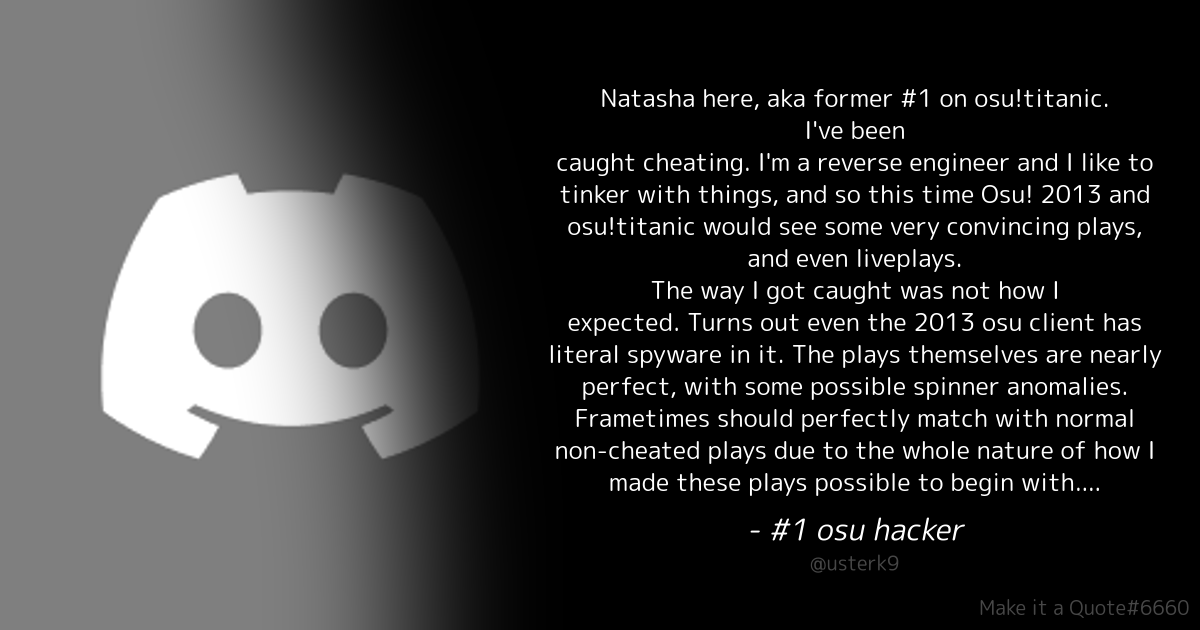 Natasha here, aka former #1 on osu!titanic.
I've been
caught cheating. I'm a reverse engineer and I like to
tinker with things, and so this time Osu! 2013 and
osu!titanic would see some very convincing plays,
and even liveplays.
The way I got caught was not how I
expected. Turns out even the 2013 osu client has
literal spyware in it. The plays themselves are nearly
perfect, with some possible spinner anomalies.
Frametimes should perfectly match with normal
non-cheated plays due to the whole nature of how I
made these plays possible to begin with....
- #1 osu hacker
@usterk9
Make it a Quote#6660